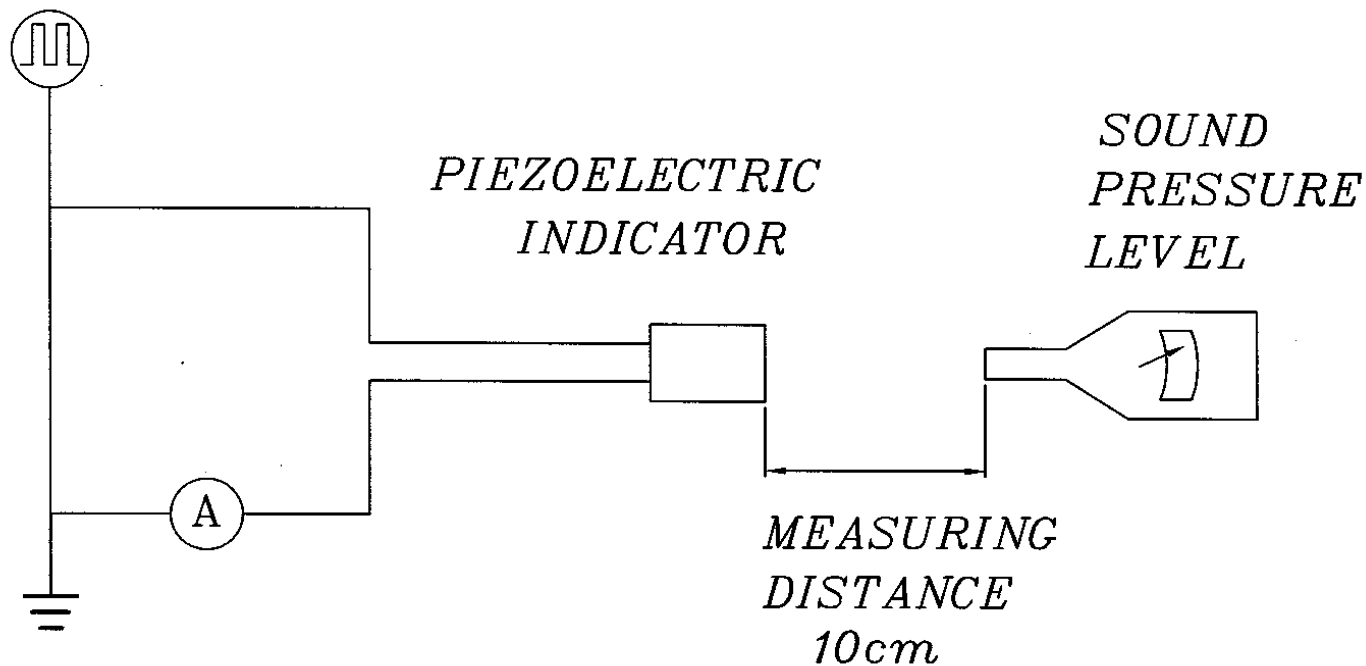 PIEZOELECTRIC
INDICATOR
SOUND
PRESSURE
LEVEL
A
MEASURING
DISTANCE
10cm